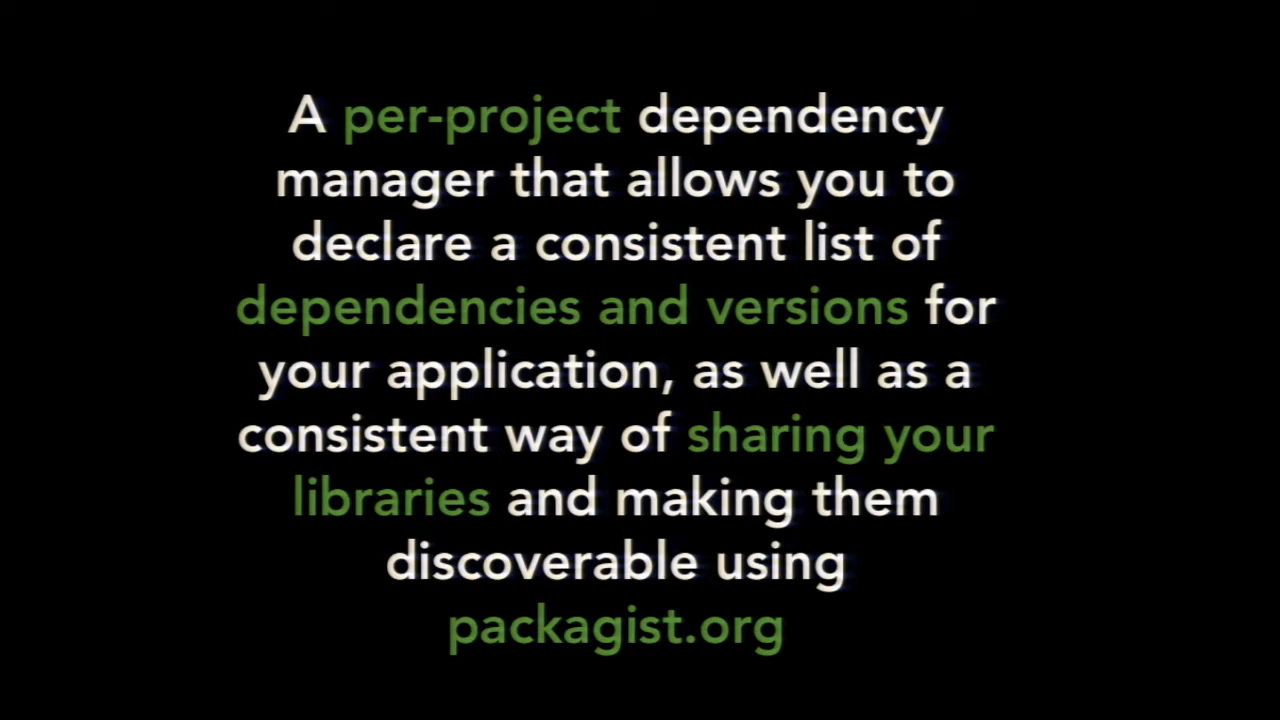 A per-project dependency
manager that allows you to
declare a consistent list of
dependencies and versions for
your application, as well as a
consistent way of sharing your
libraries and making them
discoverable using
packagist.org